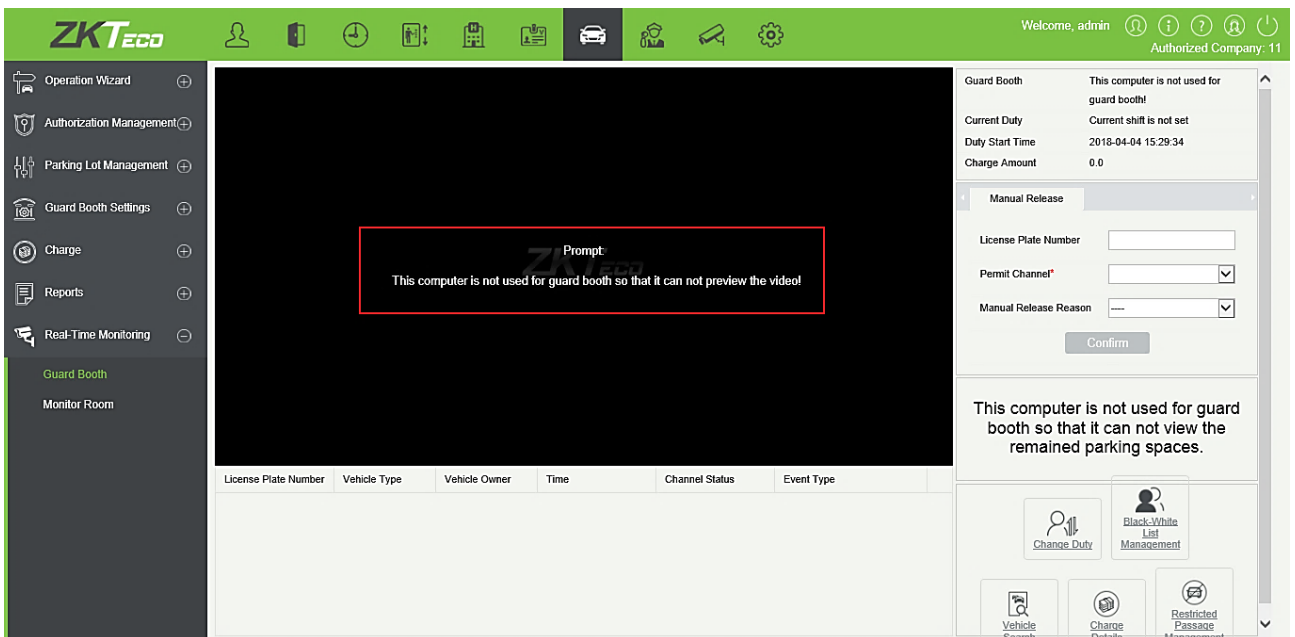 ZKTeco
Welcome, admin
Authorized Company: 11
Operation Wizard
Authorization Management
Parking Lot Management
Guard Booth Settings
Charge
Reports
Real-Time Monitoring
Guard Booth
Monitor Room
ZKTeco
Prompt:
This computer is not used for guard booth so that it can not preview the video!
License Plate Number Vehicle Type Vehicle Owner Time Channel Status Event Type
Guard Booth This computer is not used for
guard booth!
Current Duty Current shift is not set
Duty Start Time 2018-04-04 15:29:34
Charge Amount 0.0
Manual Release
License Plate Number
Permit Channel*
Manual Release Reason ----
Confirm
This computer is not used for guard
booth so that it can not view the
remained parking spaces.
Change Duty
Black-White
List
Management
Vehicle
Search
Charge
Details
Restricted
Passage
Management